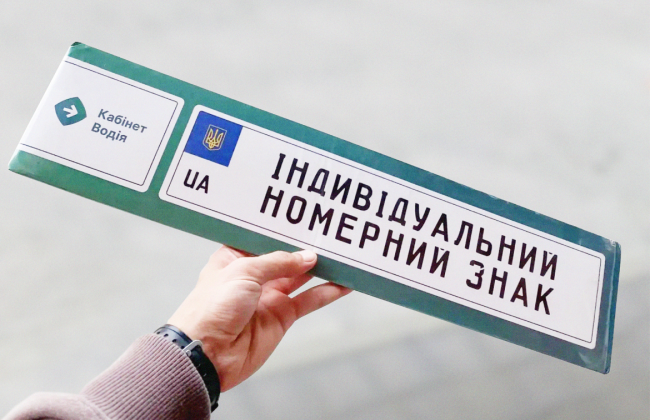 Кабінет
Водія
UA
ІНДИВІДУАЛЬНИЙ
НОМЕРНИЙ ЗНАК